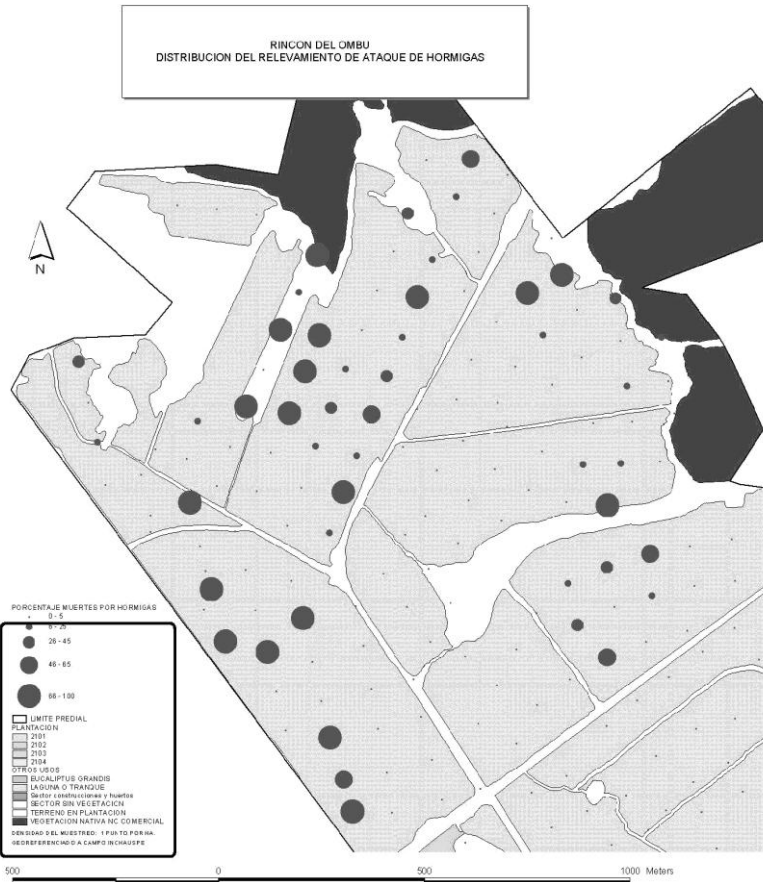 RINCON DEL OMBU
DISTRIBUCION DEL RELEVAMIENTO DE ATAQUE DE HORMIGAS
N
PORCENTAJE MUERTES POR HORMIGAS
0 - 5
6 - 25
26 - 45
46 - 65
66 - 100
LIMITE PREDIAL
PLANTACION
2101
2102
2103
2104
OTROS USOS
EUCALIPTUS GRANDIS
LAGUNA O TRANQUE
Sector construcciones y huertos
SECTOR SIN VEGETACION
TERRENO EN PLANTACION
VEGETACION NATIVA NC COMERCIAL
DENSIDAD DEL MUESTREO: 1 PUNTO POR HA.
GEOREFERENCIADO A CAMPO INCHAUSPE
500 0 500 1000 Meters